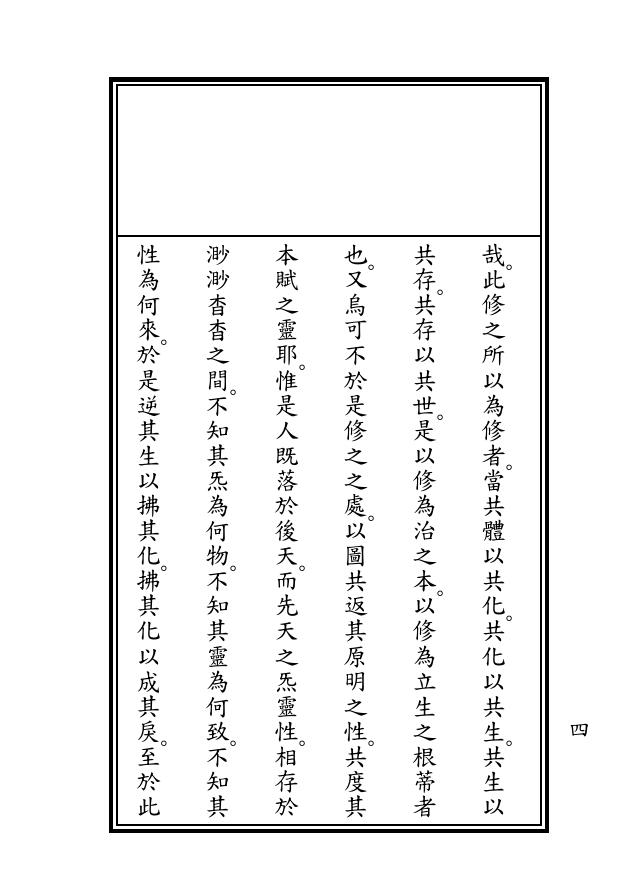 哉。此修之所以為修者。當共體以共化。共化以共生。共生以
共存。共存以共世。是以修為治之本。以修為立生之根蒂者
也。又烏可不於是修之之處。以圖共返其原明之性。共度其
本賦之靈耶。惟是人既落於後天。而先天之炁靈性。相存於
渺渺杳杳之間。不知其炁為何物。不知其靈為何致。不知其
性為何來。於是逆其生以拂其化。拂其化以成其戾。至於此
四